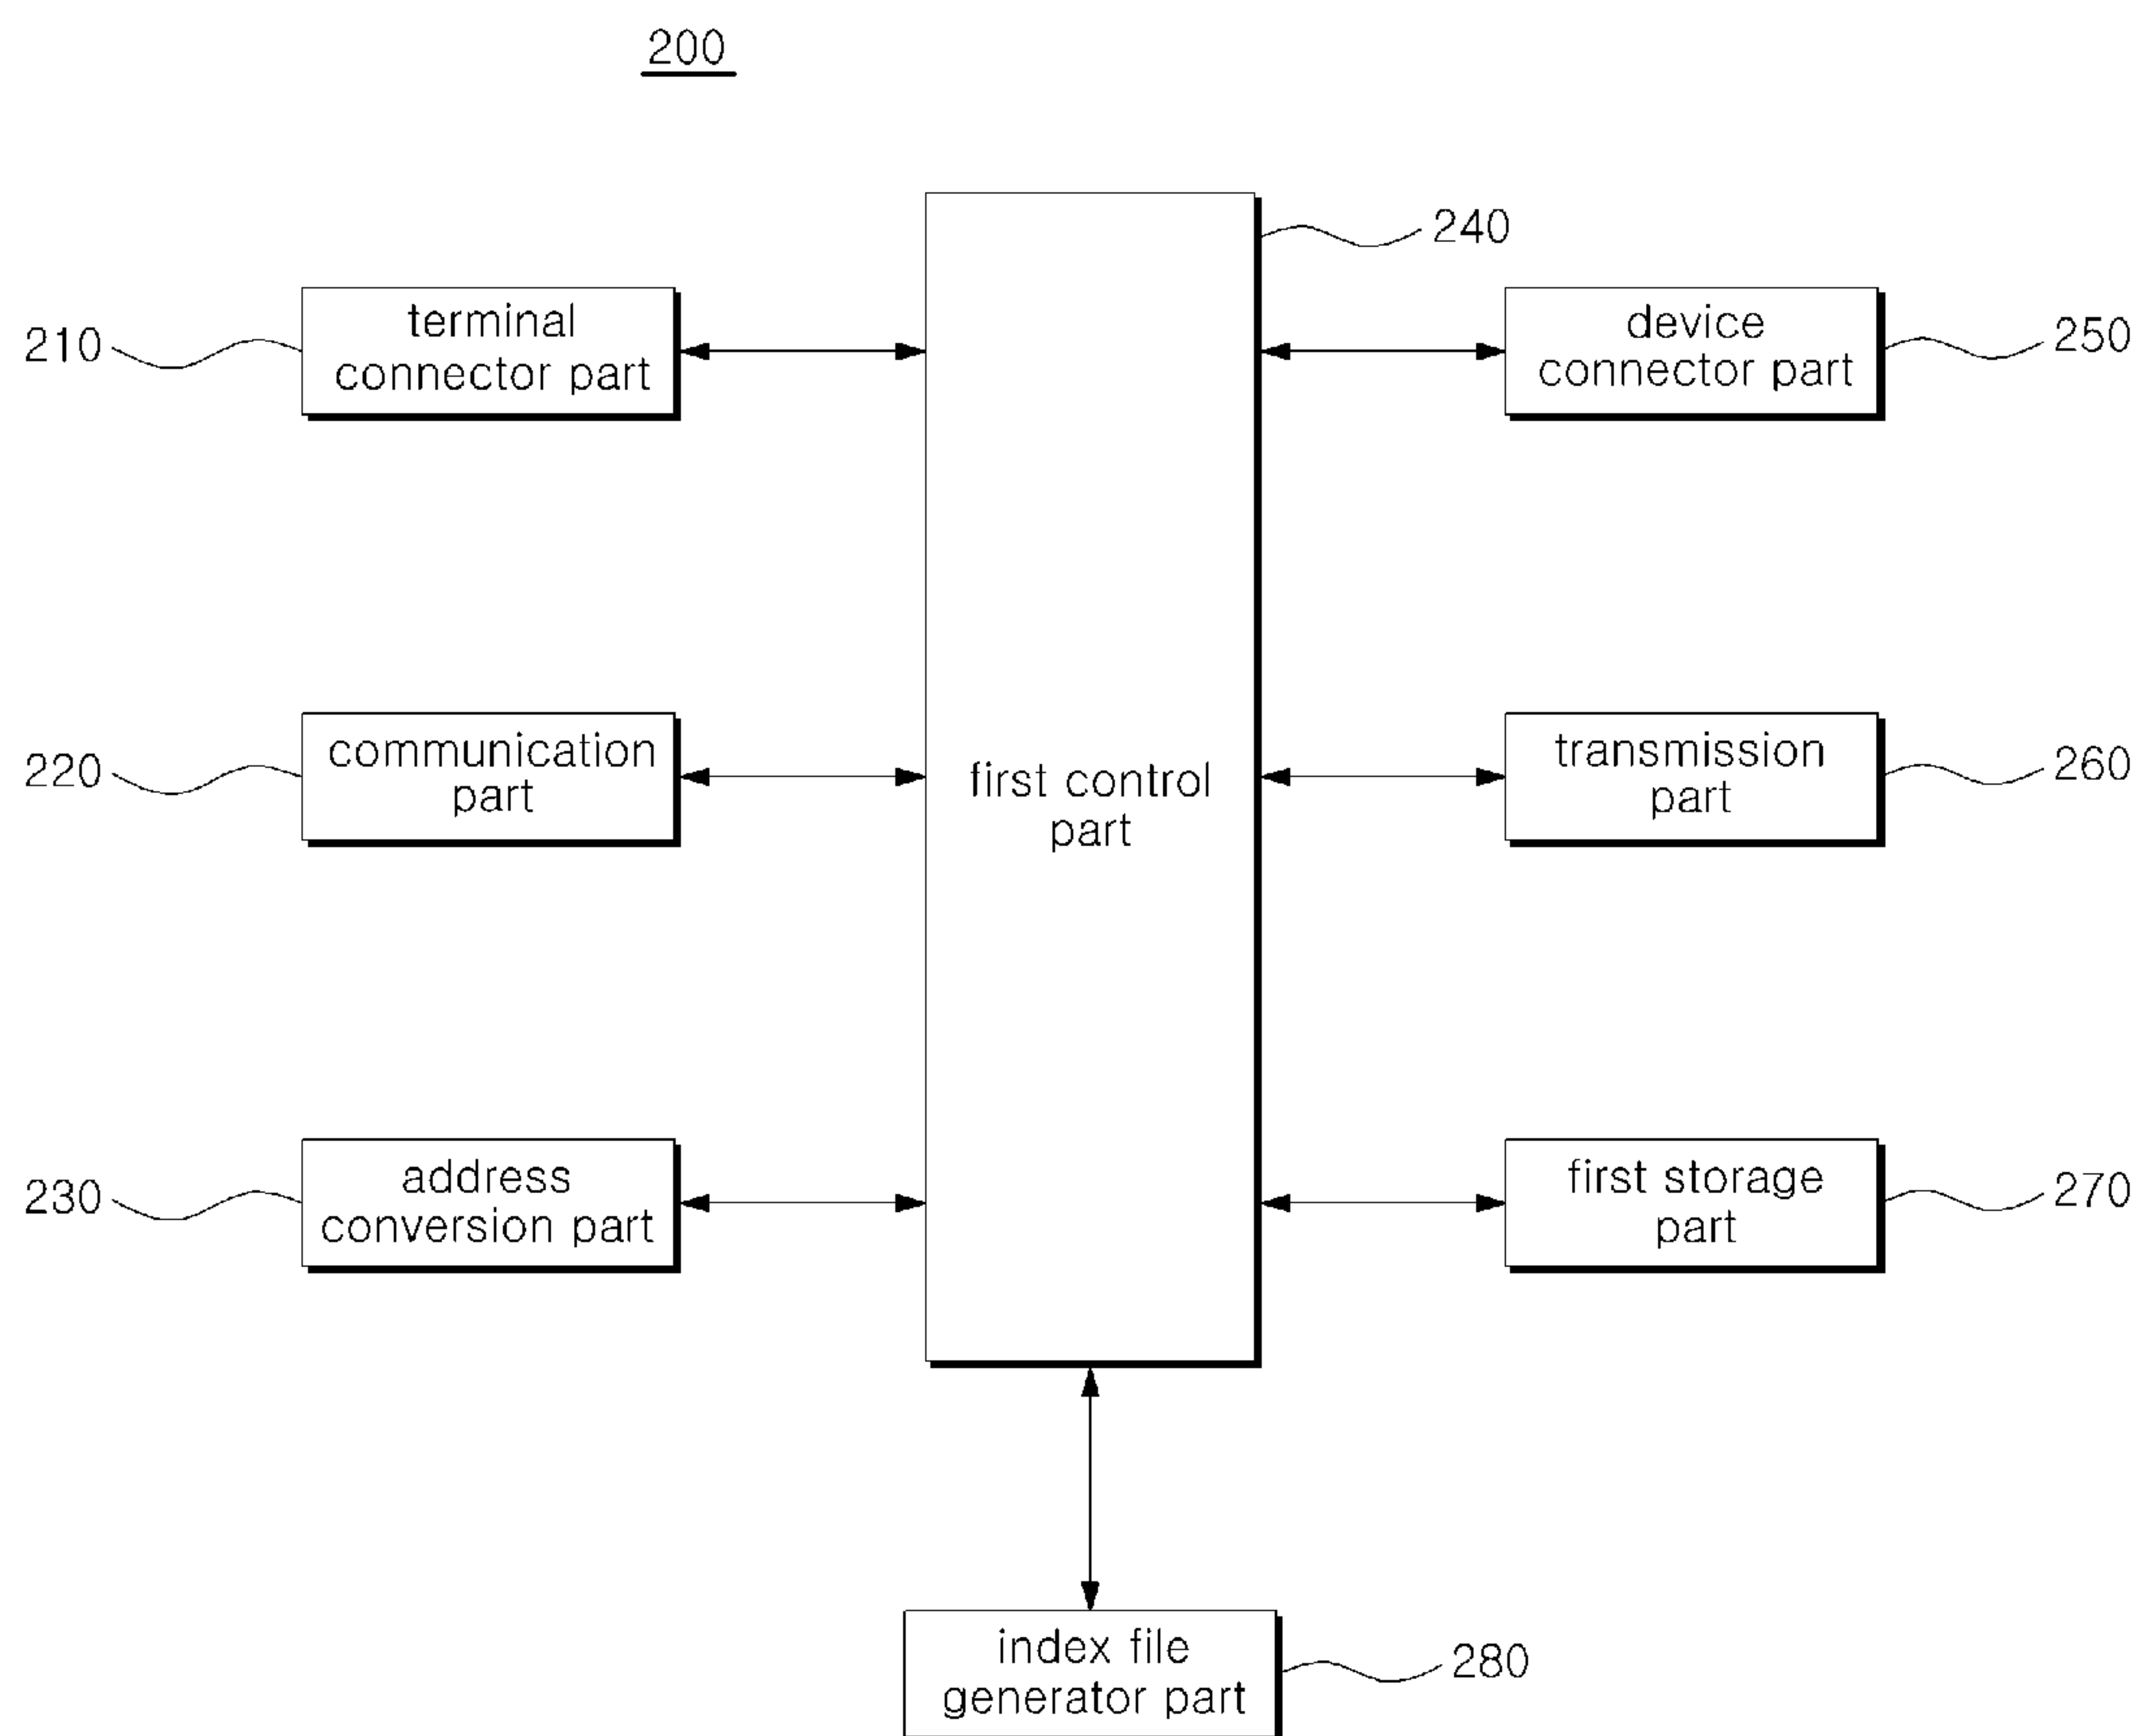 200
240
210
terminal
connector part
device
connector part
250
220
communication
part
first control
part
transmission
part
260
230
address
conversion part
first storage
part
270
index file
generator part
280